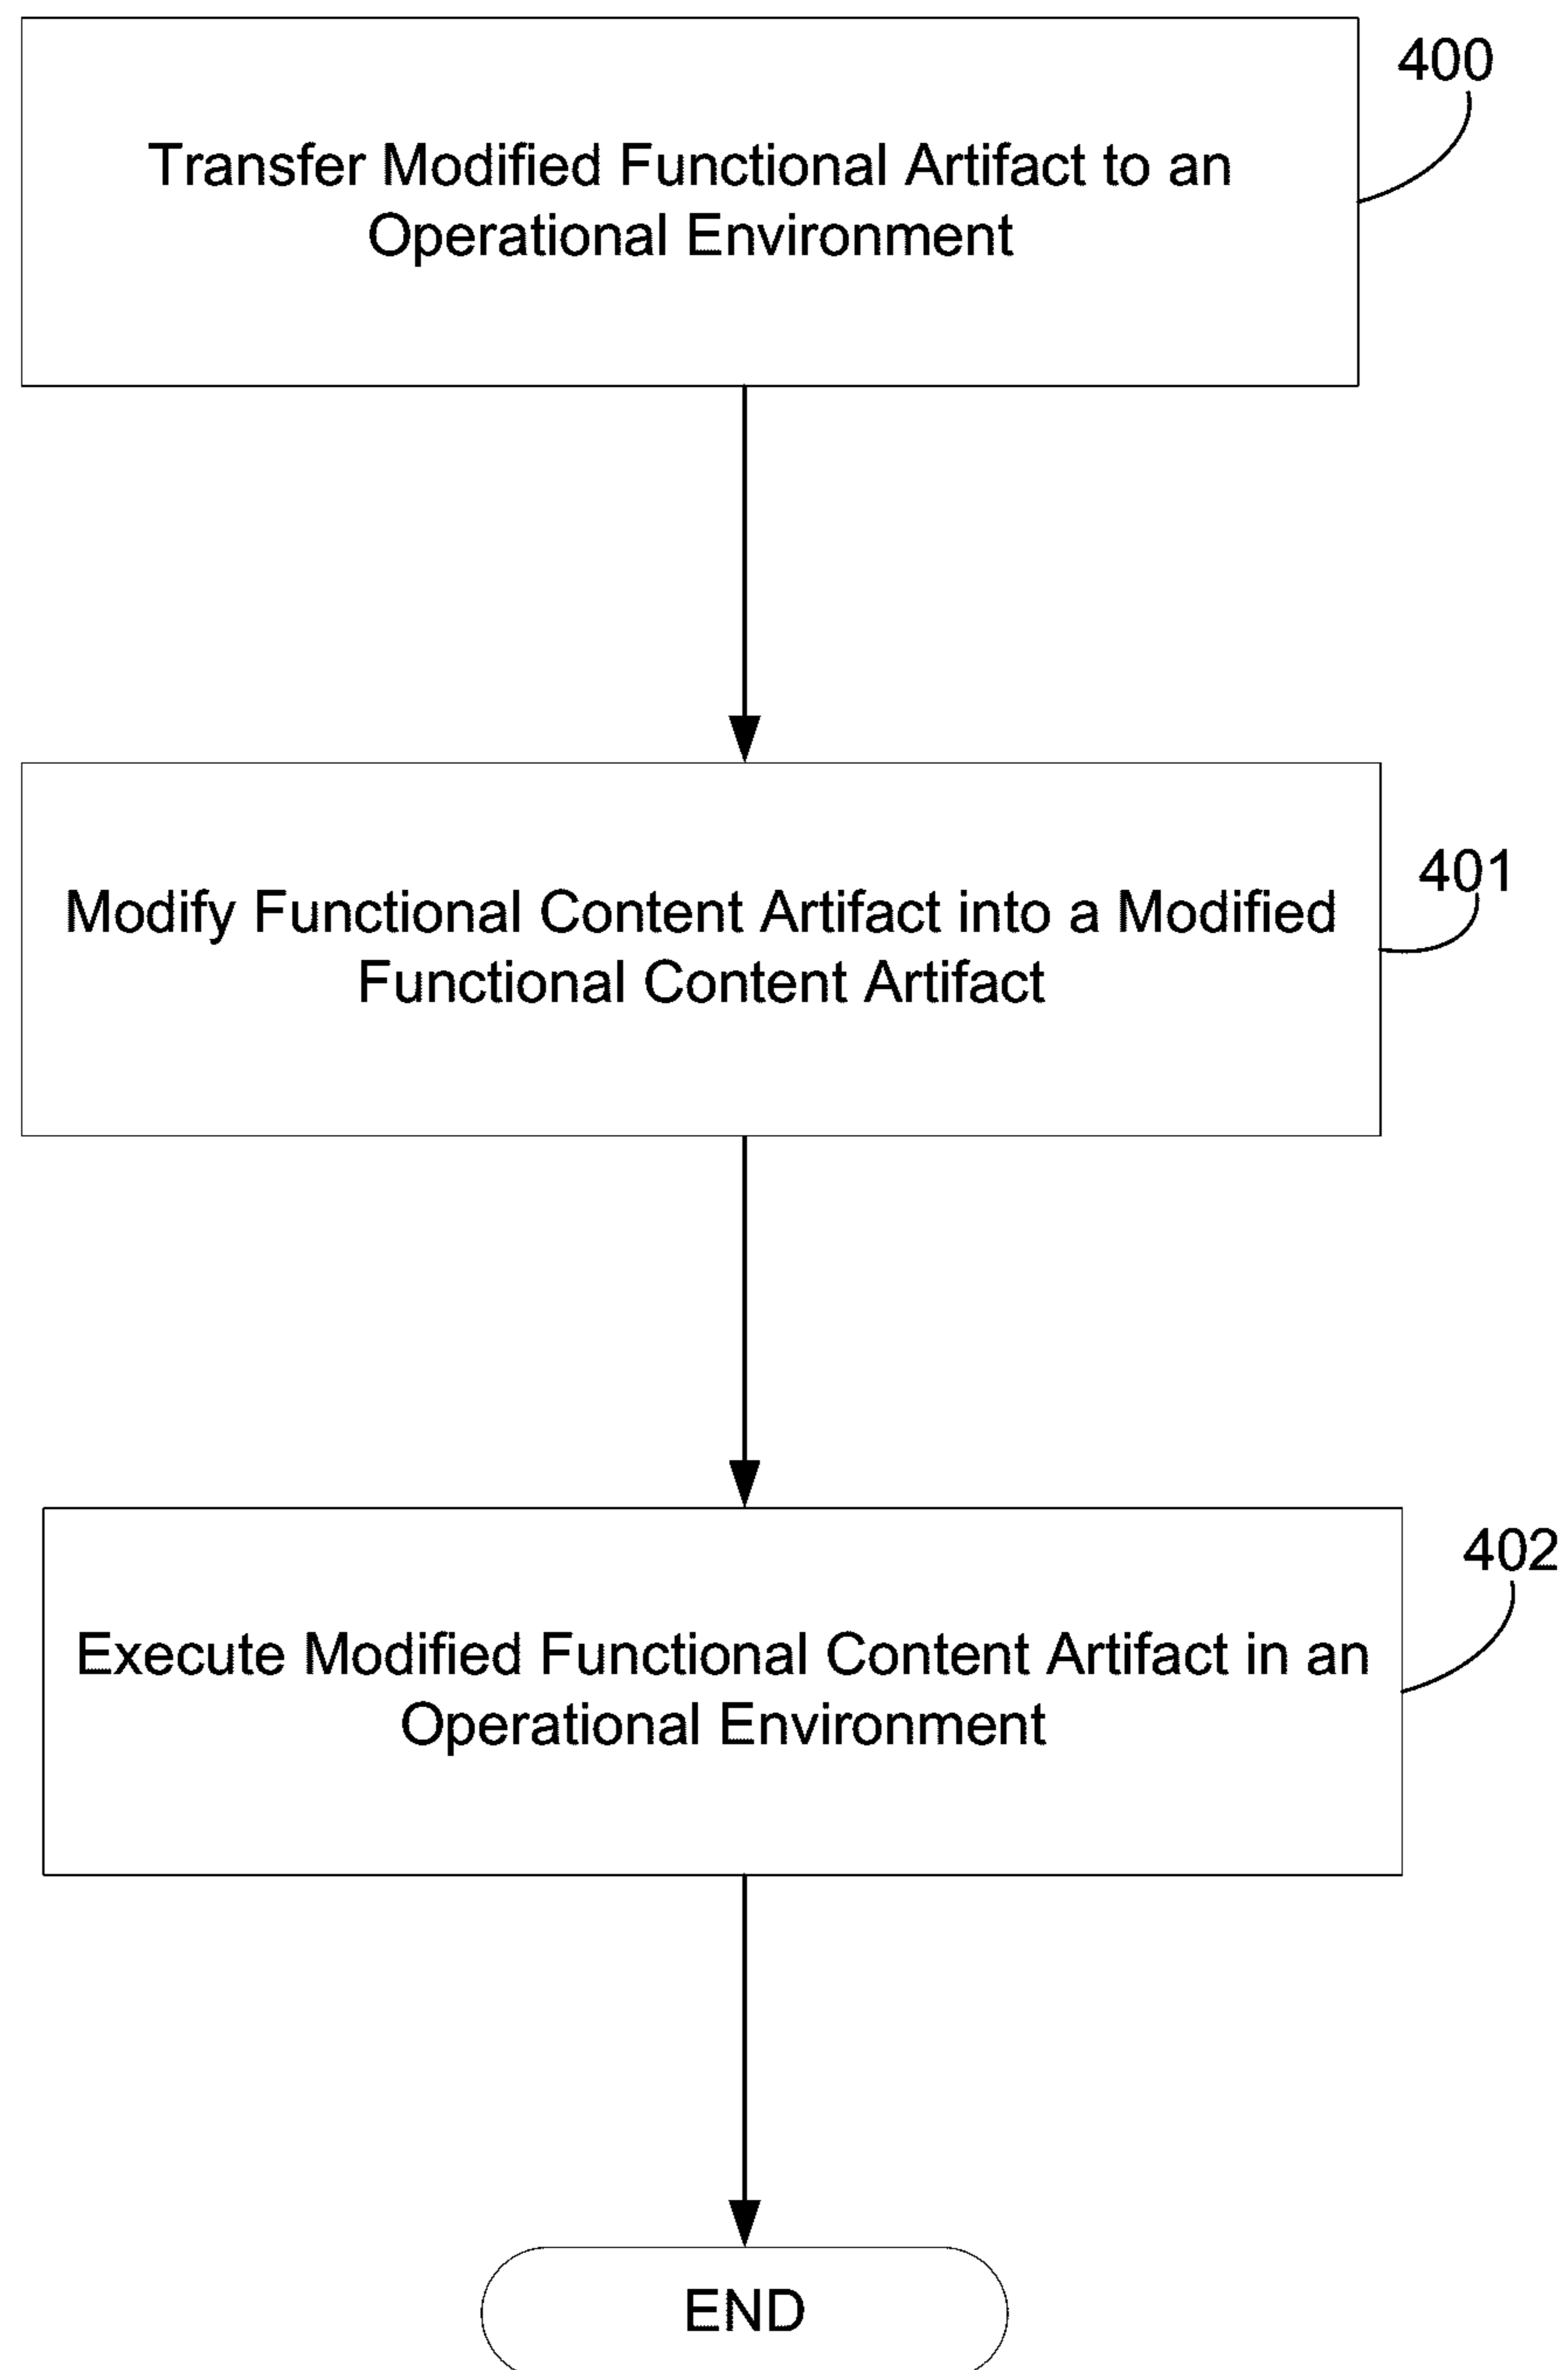 400
Transfer Modified Functional Artifact to an
Operational Environment
401
Modify Functional Content Artifact into a Modified
Functional Content Artifact
402
Execute Modified Functional Content Artifact in an
Operational Environment
END